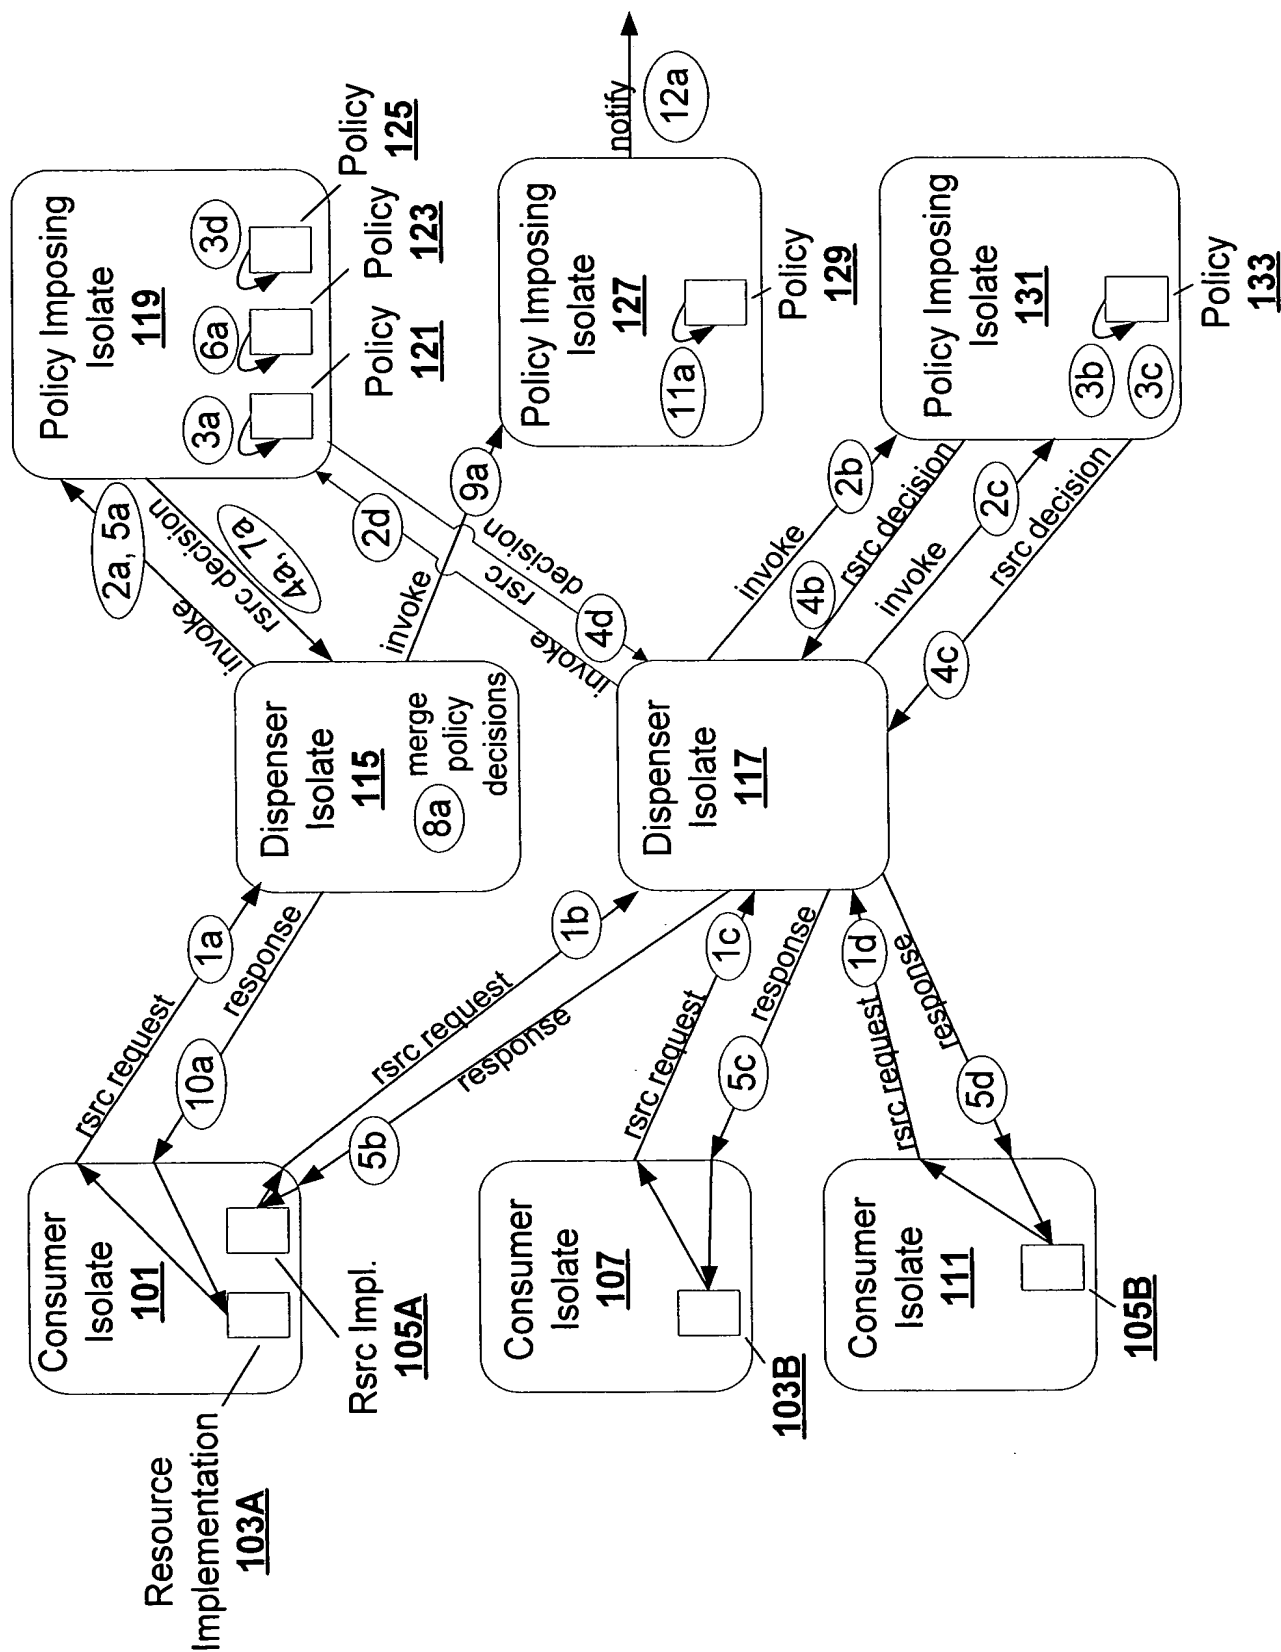 Resource
Implementation
103A
Consumer
Isolate
101
Rsrc Impl.
105A
rsrc request
1a
10a
response
rsrc request
1b
5b
response
Consumer
Isolate
107
103B
rsrc request
1c
5c
response
Consumer
Isolate
111
105B
rsrc request
1d
5d
response
Dispenser
Isolate
115
8a
merge
policy
decisions
Dispenser
Isolate
117
invoke
2a, 5a
rsrc decision
4a, 7a
invoke
9a
invoke
2d
rsrc
decision
4d
invoke
2b
4b
rsrc decision
invoke
2c
rsrc decision
4c
Policy Imposing
Isolate
119
3a
6a
3d
Policy
121
Policy
123
Policy
125
Policy Imposing
Isolate
127
11a
Policy
129
notify
12a
Policy Imposing
Isolate
131
3b
3c
Policy
133